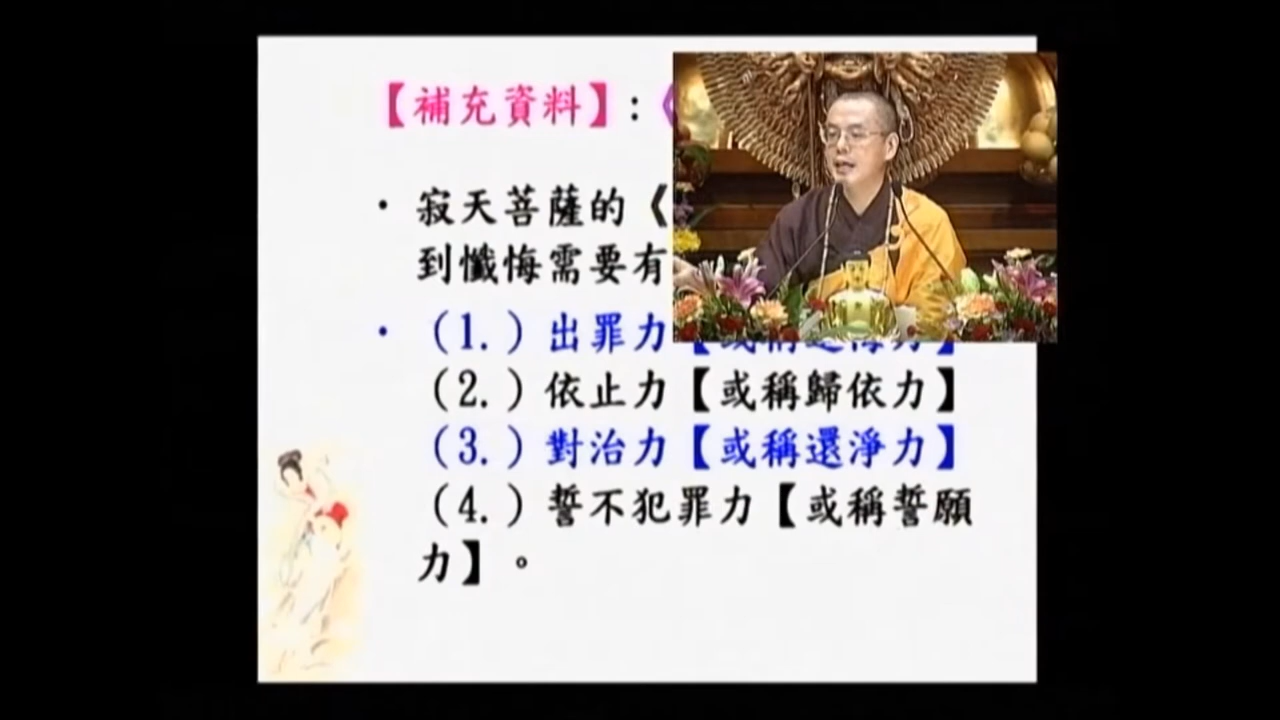 【補充資料】:《
• 寂天菩薩的《
到懺悔需要有
• (1.) 出罪力【或稱
(2.) 依止力【或稱歸依力】
(3.) 對治力【或稱還淨力】
(4.) 誓不犯罪力【或稱誓願
力】。